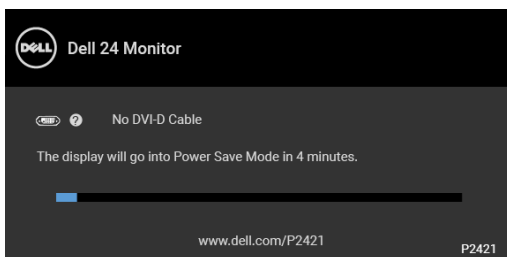 DELL
Dell 24 Monitor
? No DVI-D Cable
The display will go into Power Save Mode in 4 minutes.
www.dell.com/P2421
P2421